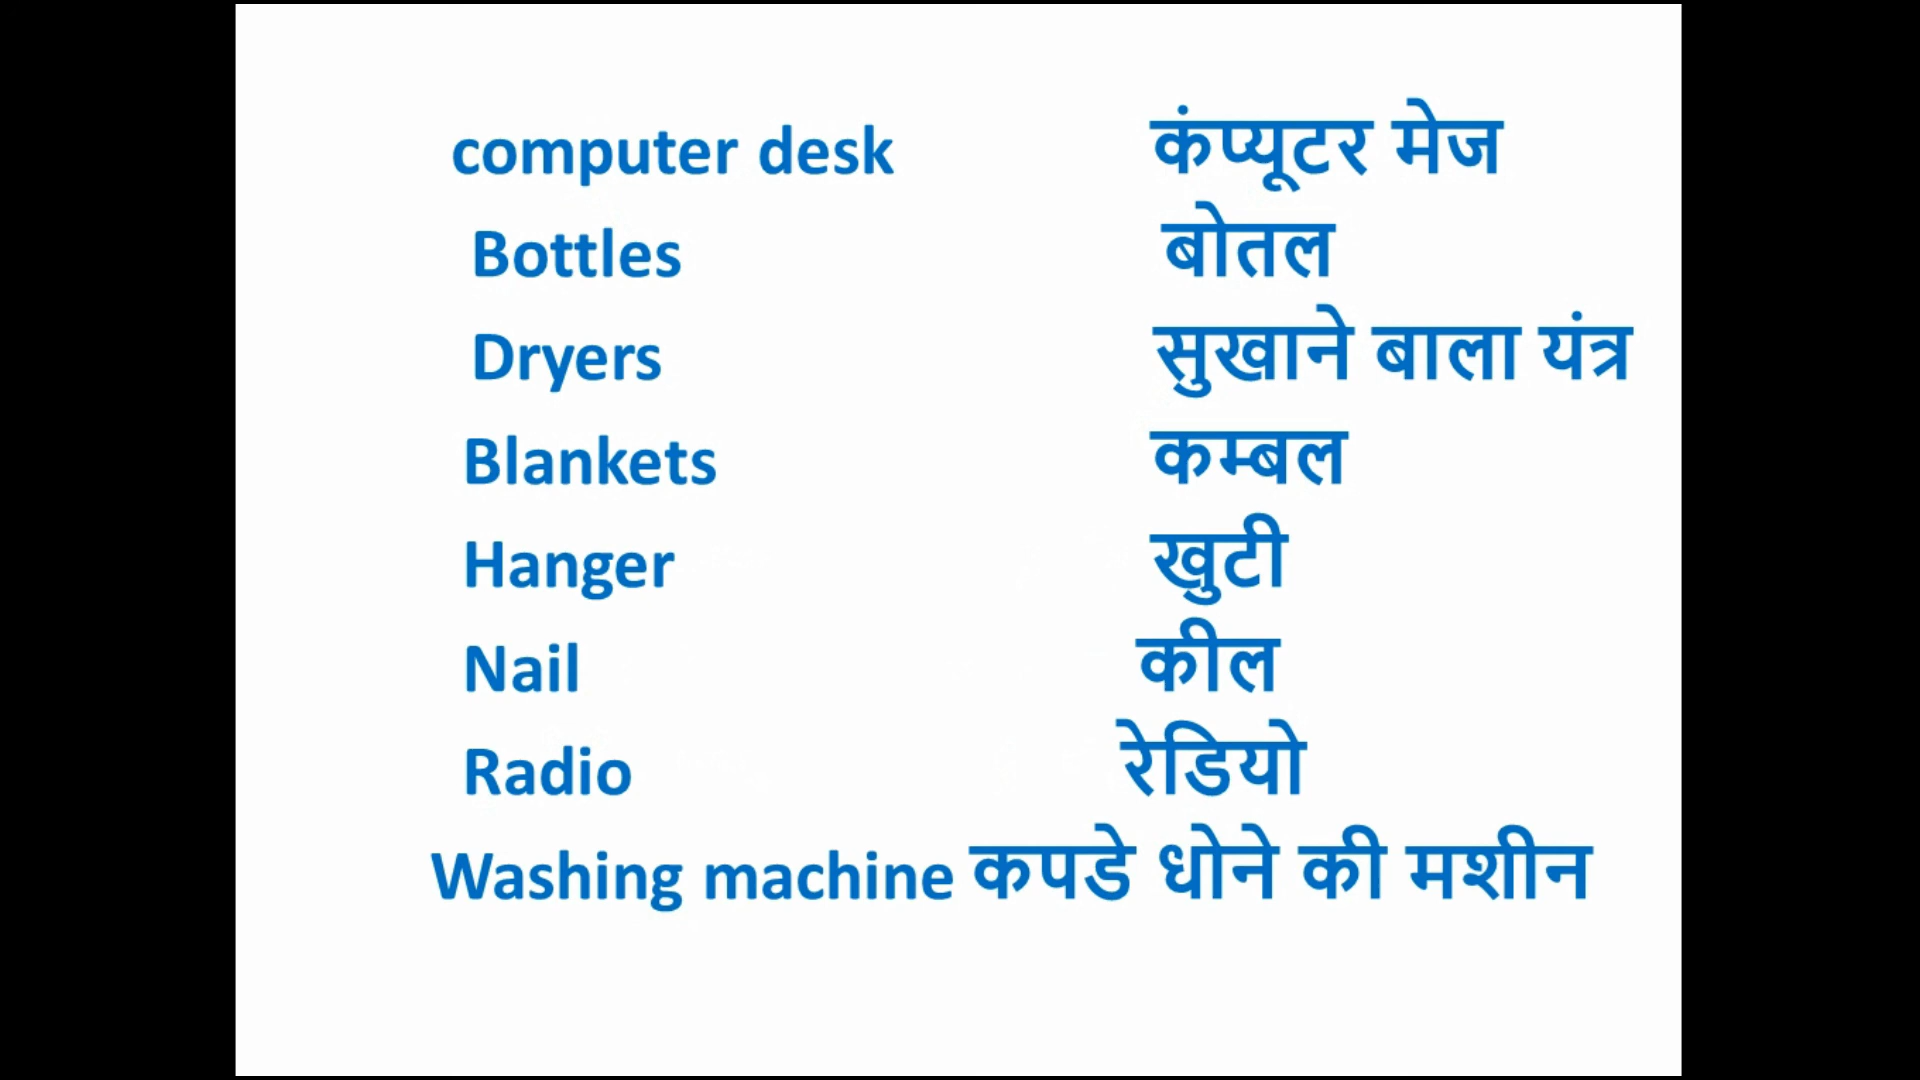 computer desk कंप्यूटर मेज
Bottles बोतल
Dryers सुखाने बाला यंत्र
Blankets कम्बल
Hanger खुटी
Nail कील
Radio रेडियो
Washing machine कपडे धोने की मशीन